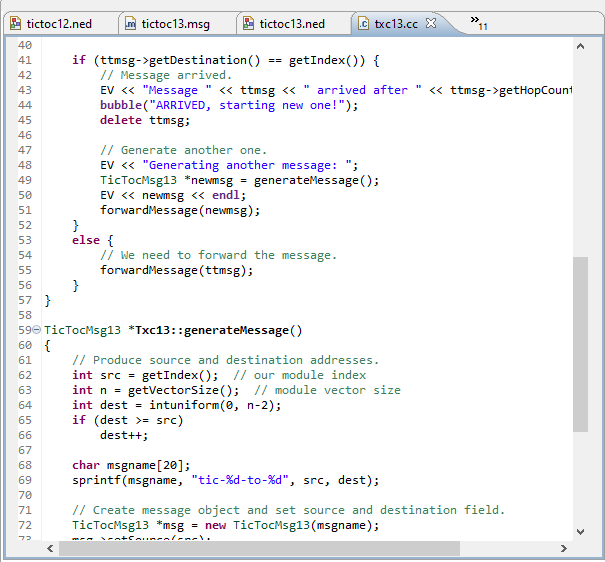 tictoc12.ned tictoc13.msg tictoc13.ned txc13.cc »11
40
41 if (ttmsg->getDestination() == getIndex()) {
42 // Message arrived.
43 EV << "Message " << ttmsg << " arrived after " << ttmsg->getHopCount
44 bubble("ARRIVED, starting new one!");
45 delete ttmsg;
46
47 // Generate another one.
48 EV << "Generating another message: ";
49 TicTocMsg13 *newmsg = generateMessage();
50 EV << newmsg << endl;
51 forwardMessage(newmsg);
52 }
53 else {
54 // We need to forward the message.
55 forwardMessage(ttmsg);
56 }
57 }
58
59 TicTocMsg13 *Txc13::generateMessage()
60 {
61 // Produce source and destination addresses.
62 int src = getIndex(); // our module index
63 int n = getVectorSize(); // module vector size
64 int dest = intuniform(0, n-2);
65 if (dest >= src)
66 dest++;
67
68 char msgname[20];
69 sprintf(msgname, "tic-%d-to-%d", src, dest);
70
71 // Create message object and set source and destination field.
72 TicTocMsg13 *msg = new TicTocMsg13(msgname);
73 msg->setSource(src);